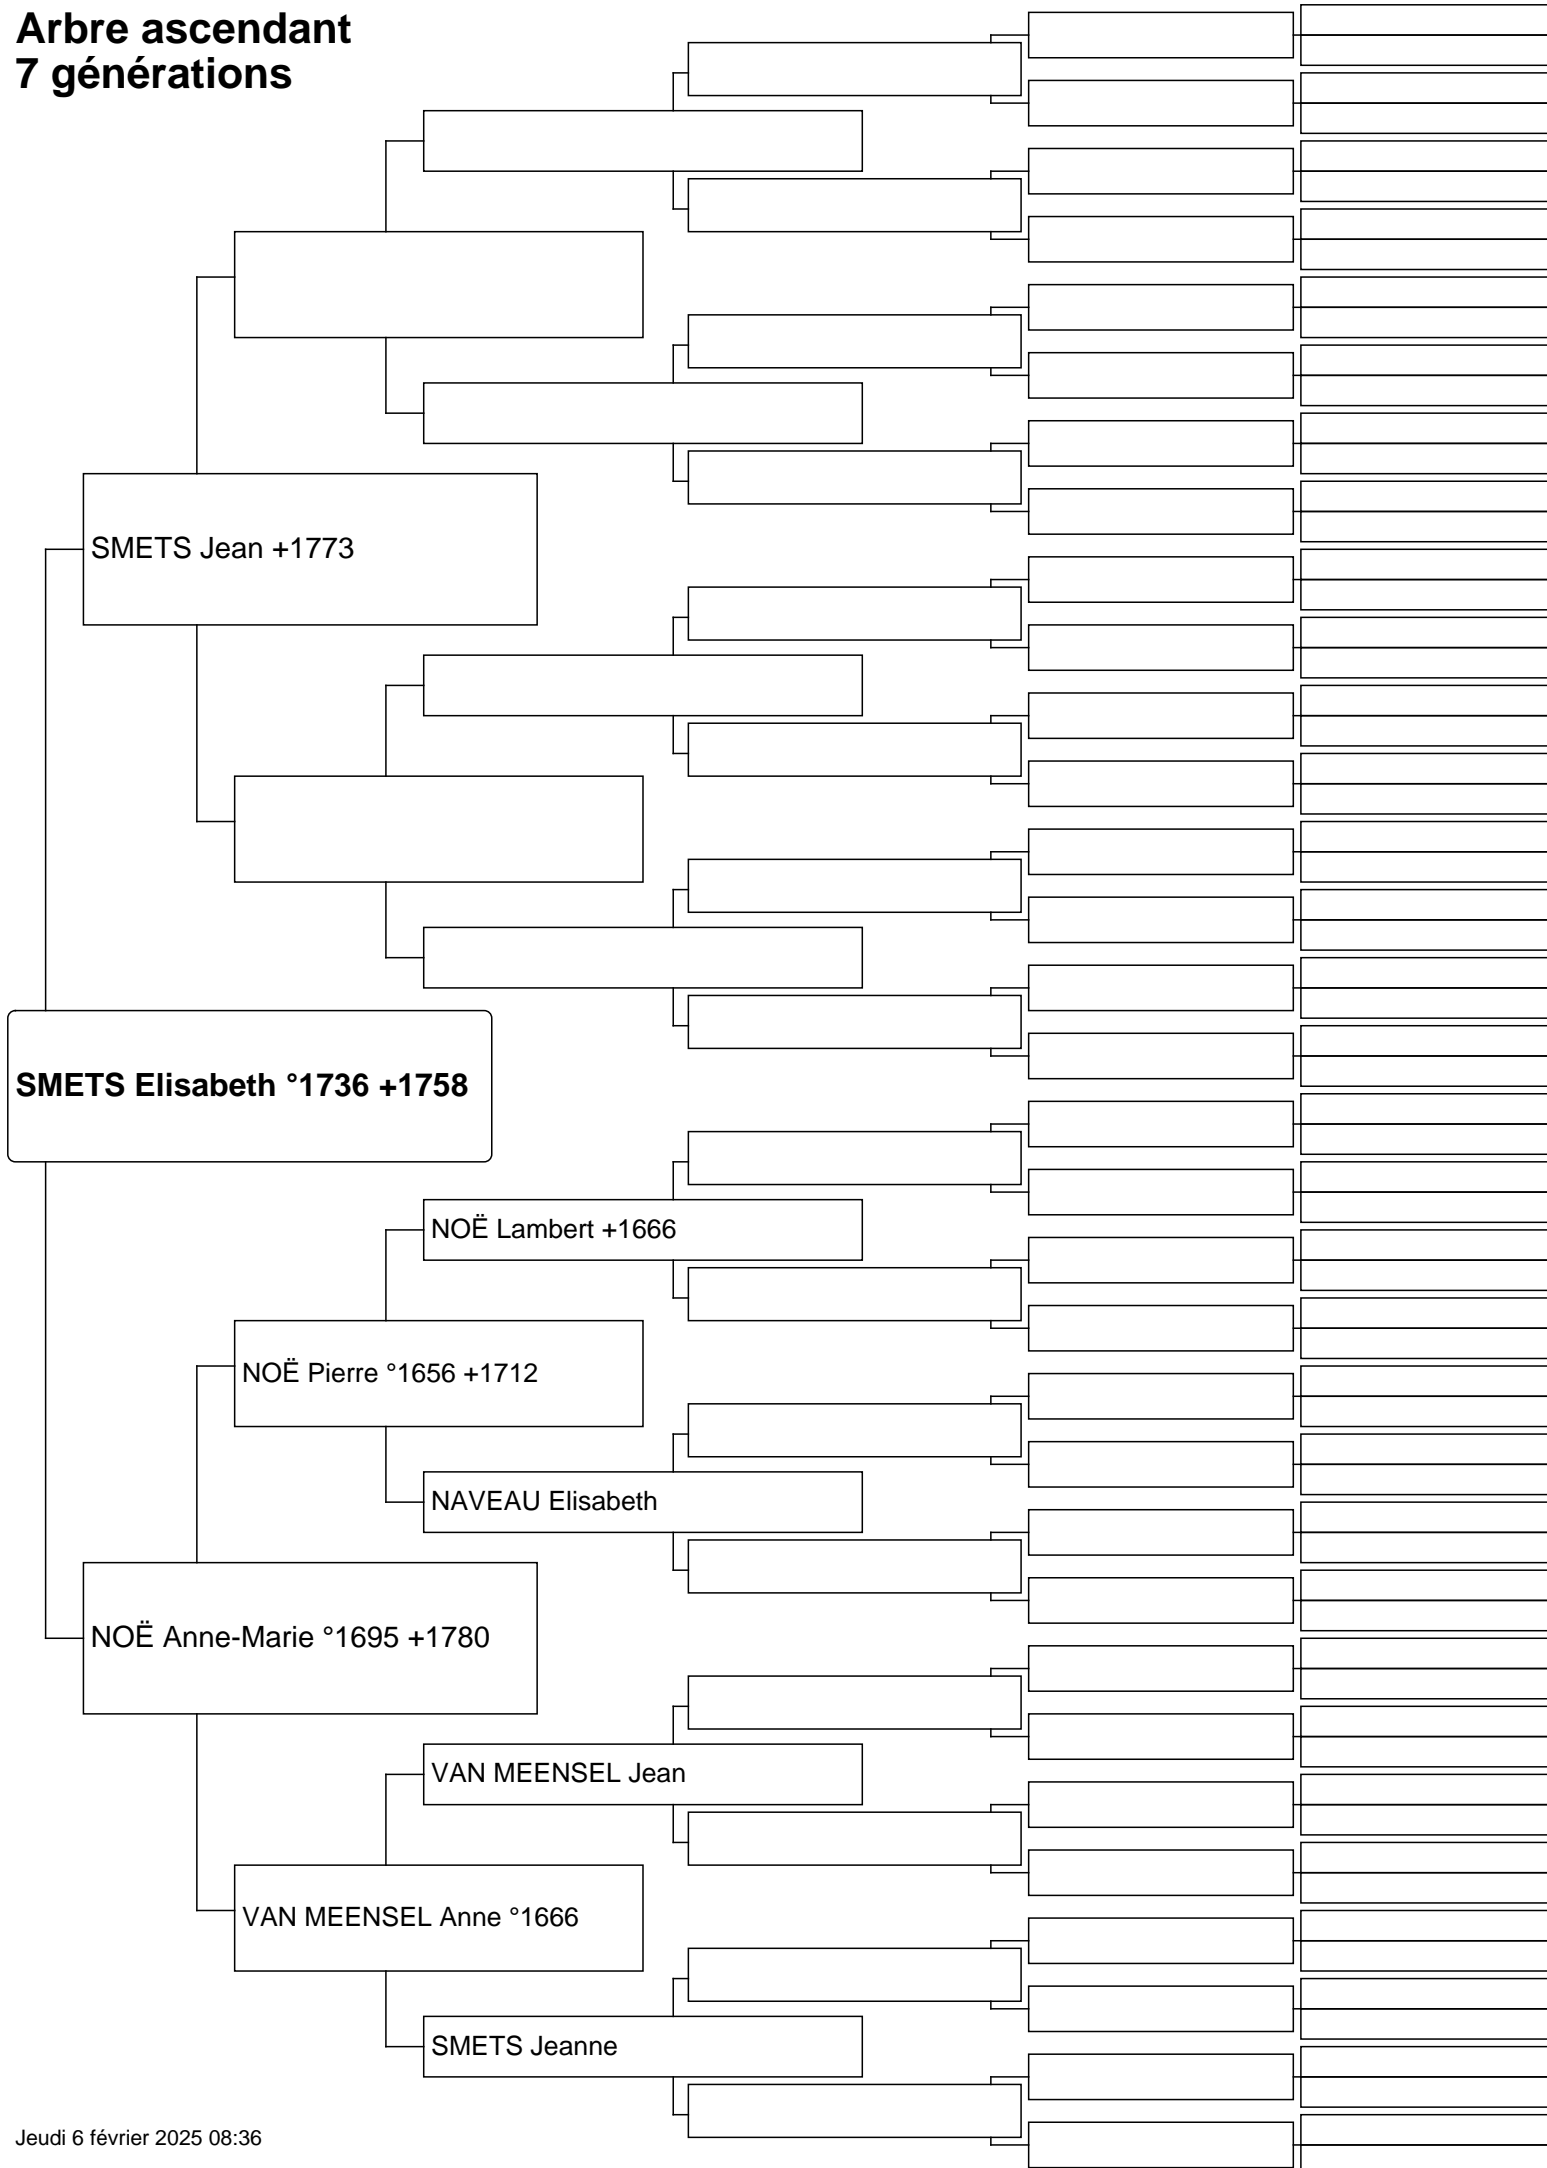 Arbre ascendant
7 générations
SMETS Jean +1773
SMETS Elisabeth °1736 +1758
NOË Lambert +1666
NOË Pierre °1656 +1712
NAVEAU Elisabeth
NOË Anne-Marie °1695 +1780
VAN MEENSEL Jean
VAN MEENSEL Anne °1666
SMETS Jeanne
Jeudi 6 février 2025 08:36